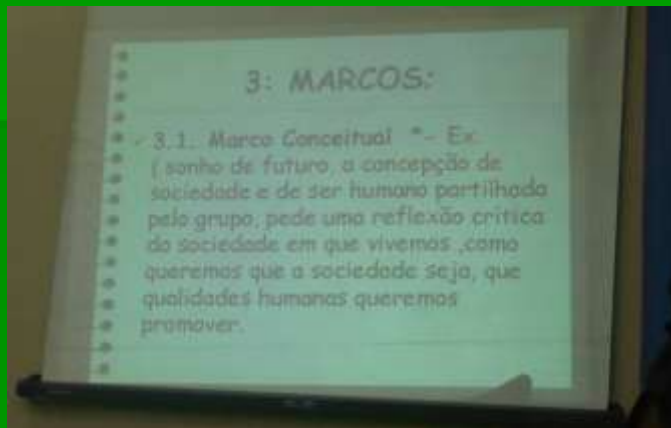 3: MARCOS:
3.1. Marco Conceitual *- Ex.
( sonho de futuro, a concepção de
sociedade e de ser humano partilhada
pelo grupo, pede uma reflexão crítica
da sociedade em que vivemos ,como
queremos que a sociedade seja, que
qualidades humanas queremos
promover.